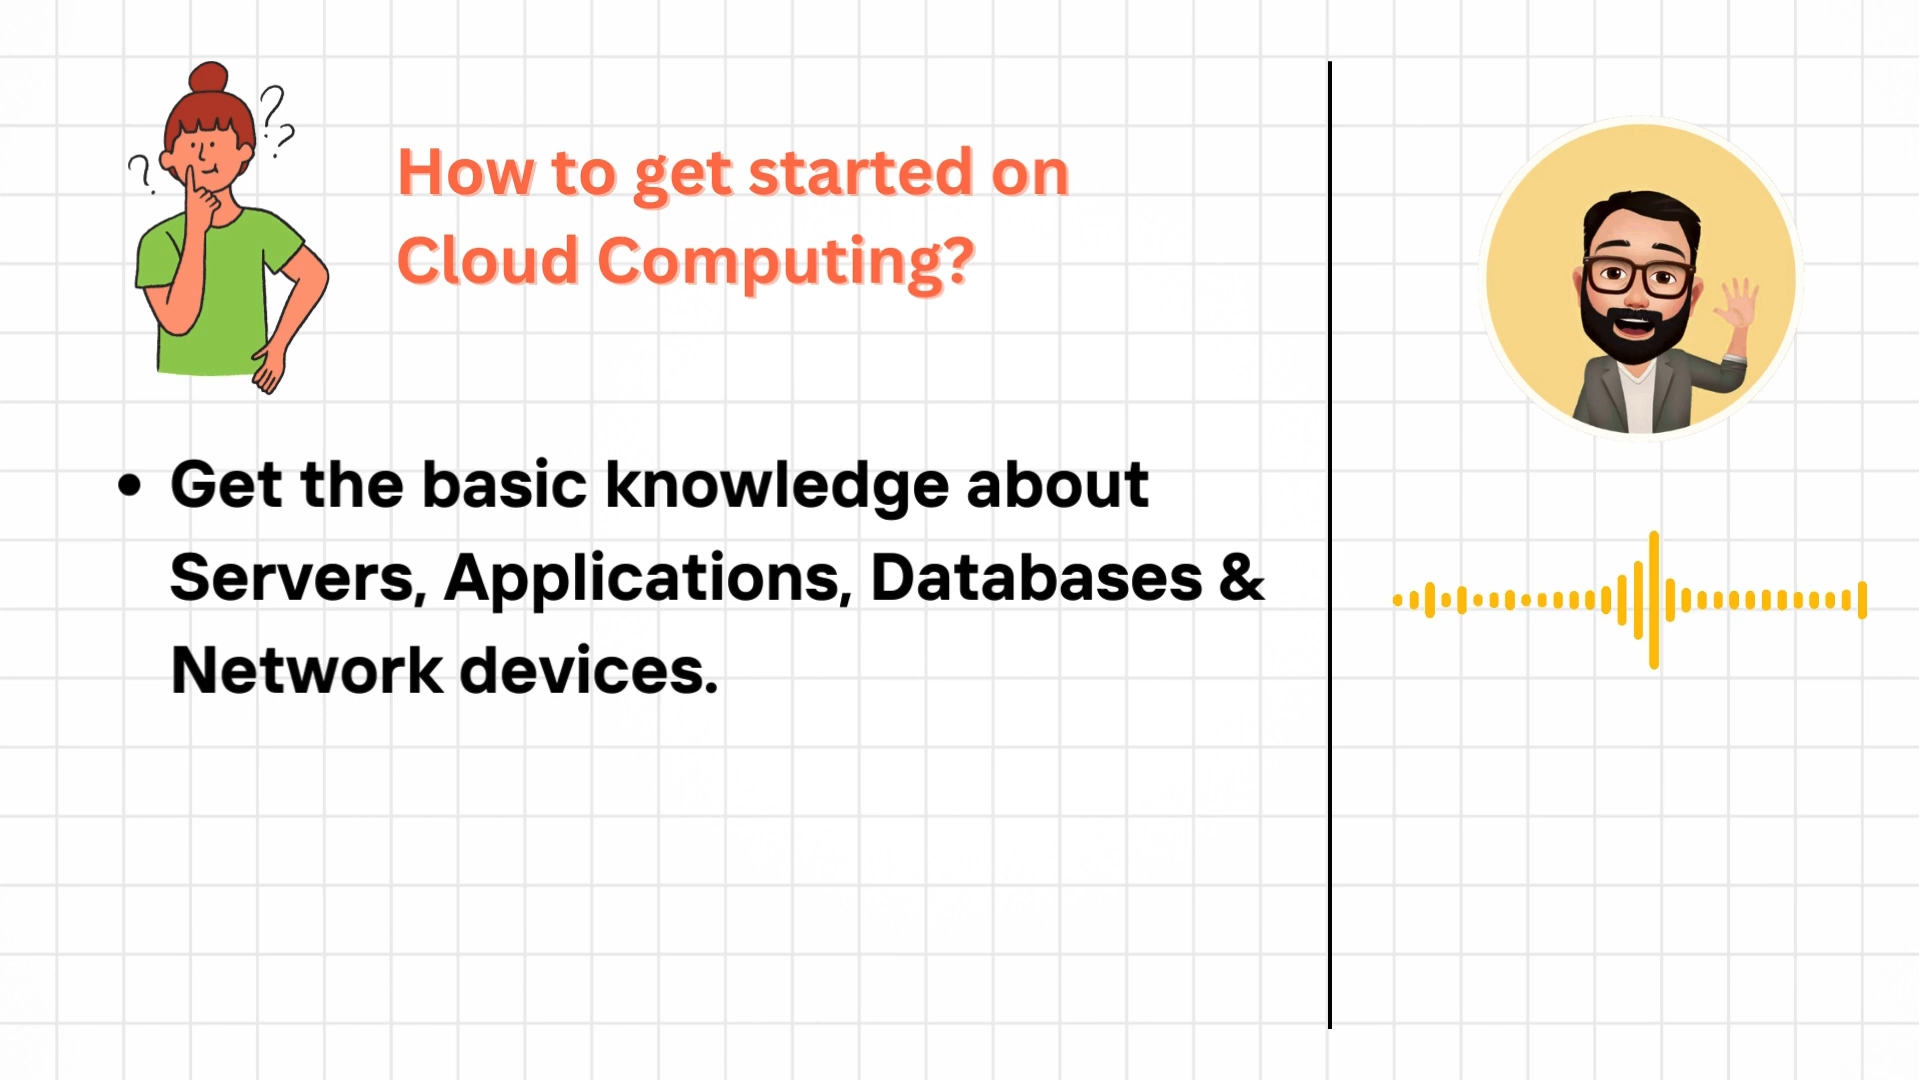 How to get started on
Cloud Computing?
• Get the basic knowledge about
Servers, Applications, Databases &
Network devices.